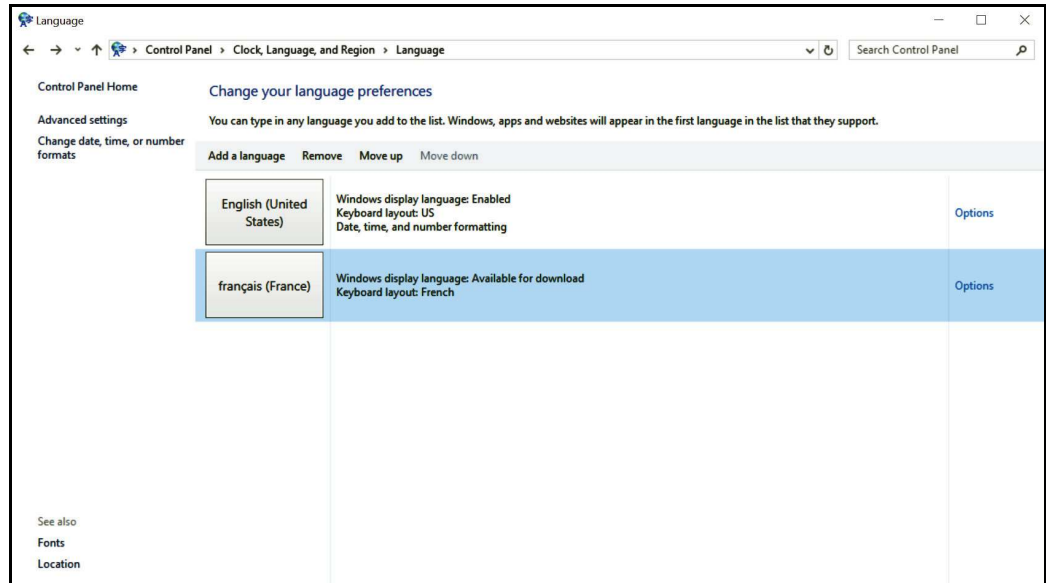 Language
Control Panel › Clock, Language, and Region › Language
Search Control Panel
Control Panel Home
Advanced settings
Change date, time, or number
formats
Change your language preferences
You can type in any language you add to the list. Windows, apps and websites will appear in the first language in the list that they support.
Add a language Remove Move up Move down
English (United
States)
Windows display language: Enabled
Keyboard layout: US
Date, time, and number formatting
Options
français (France)
Windows display language: Available for download
Keyboard layout: French
Options
See also
Fonts
Location